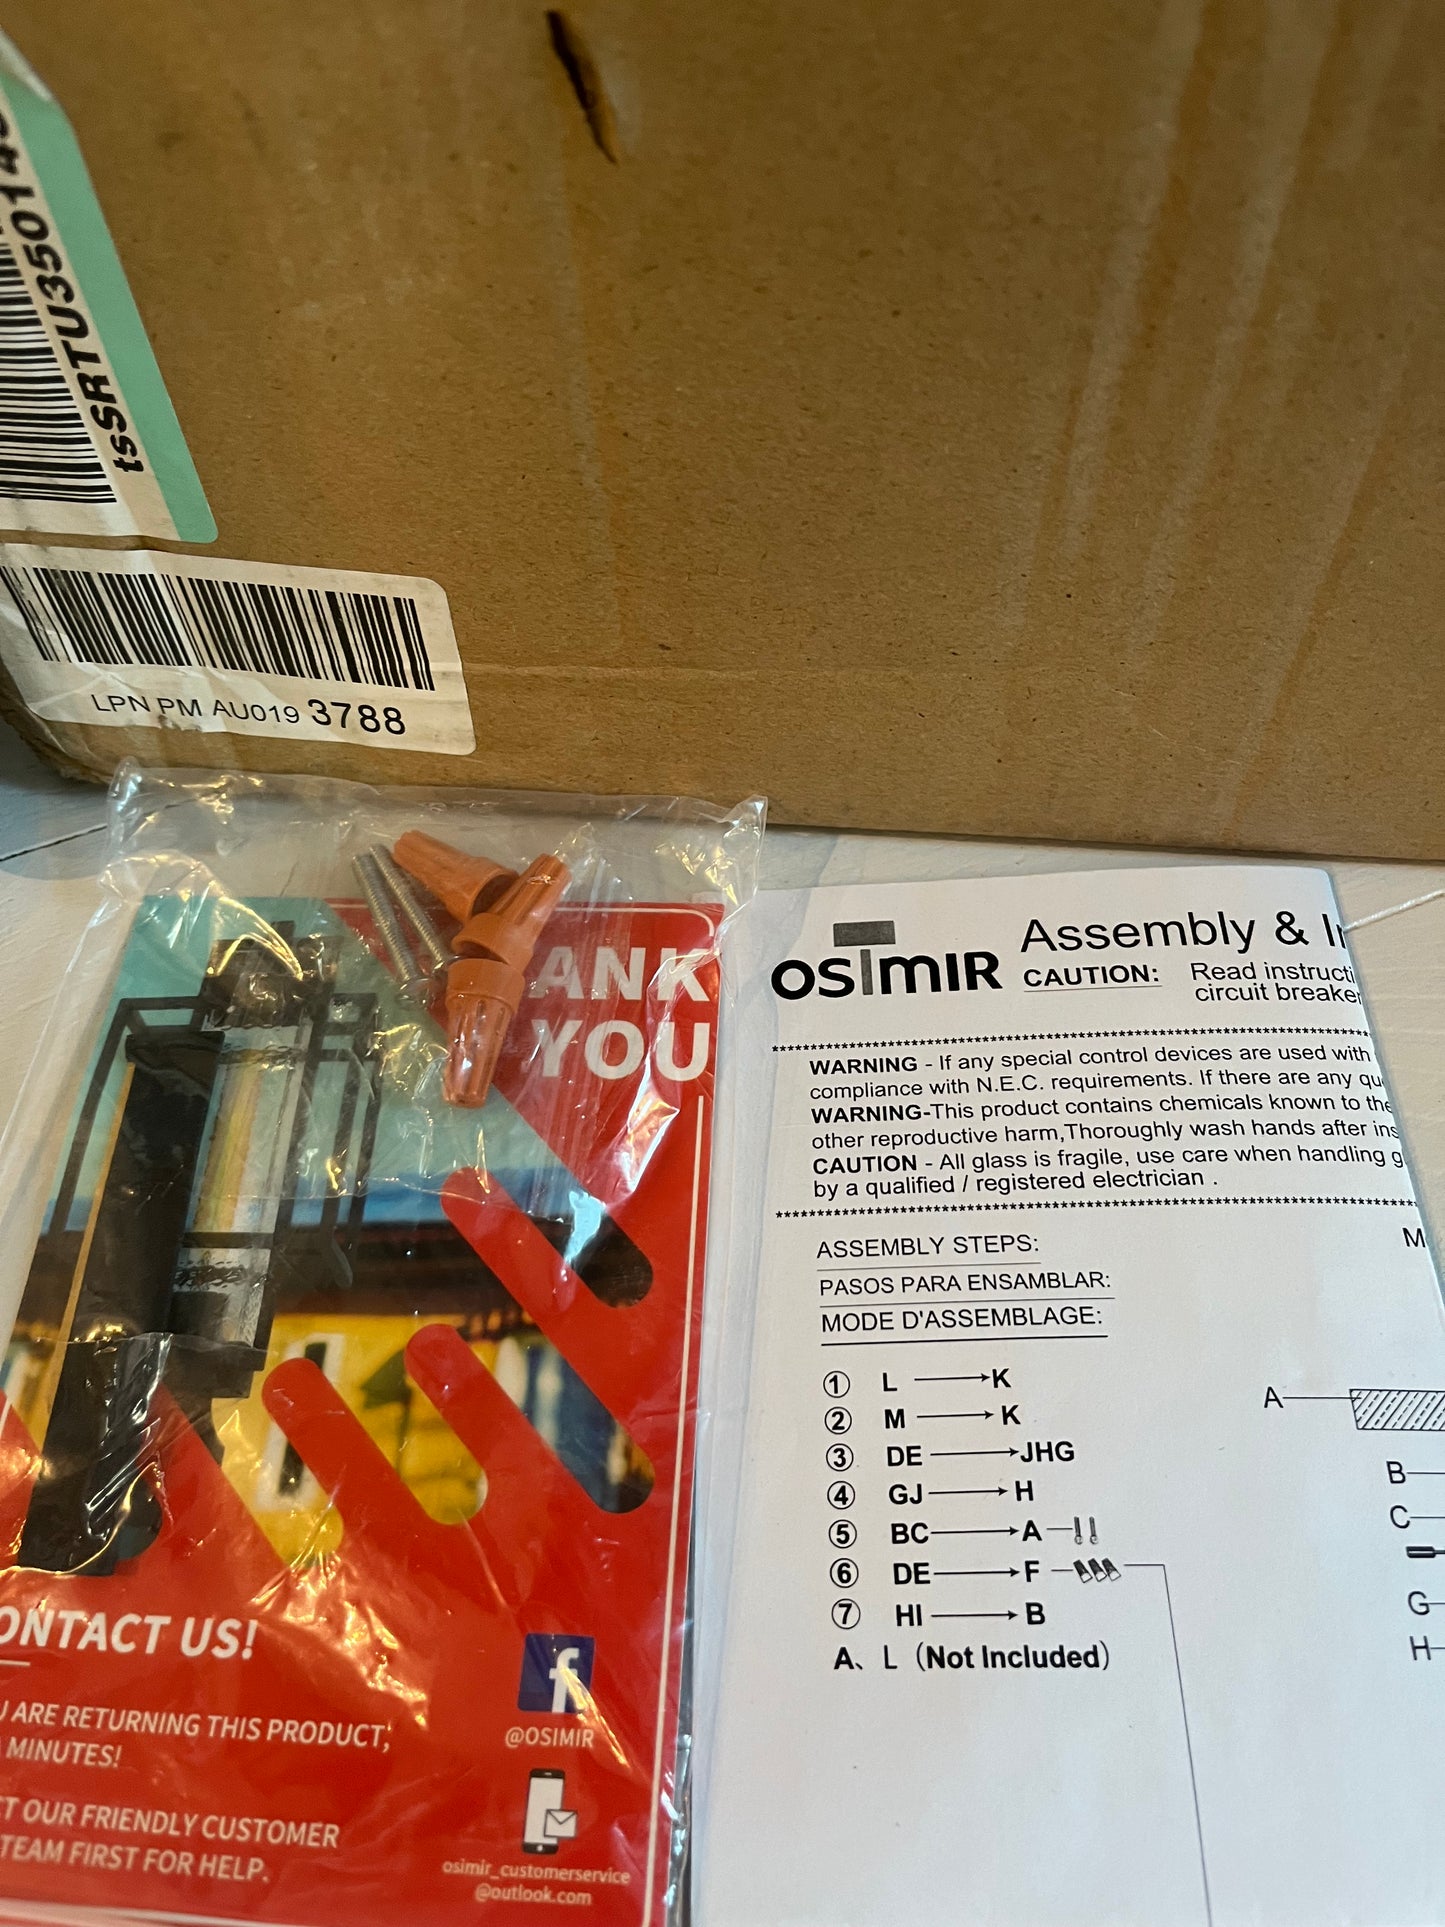 tsSRTU35014
LPN PM AU019 3788
ANK
YOU
ONTACT US!
ARE RETURNING THIS PRODUCT,
MINUTES!
OUR FRIENDLY CUSTOMER
TEAM FIRST FOR HELP.
f
@OSIMIR
osimir_customerservice
@outlook.com
OSIMIR
Assembly &
CAUTION: Read instructi
circuit breaker
WARNING - If any special control devices are used with
compliance with N.E.C. requirements. If there are any qu
WARNING-This product contains chemicals known to the
other reproductive harm,Thoroughly wash hands after ins
CAUTION - All glass is fragile, use care when handling g
by a qualified / registered electrician .
ASSEMBLY STEPS:
PASOS PARA ENSAMBLAR:
MODE D'ASSEMBLAGE:
① L → K
② M → K
③ DE → JHG
④ GJ → H
⑤ BC → A
⑥ DE → F
⑦ HI → B
A、L（Not Included）
M
A
B
C
G
H